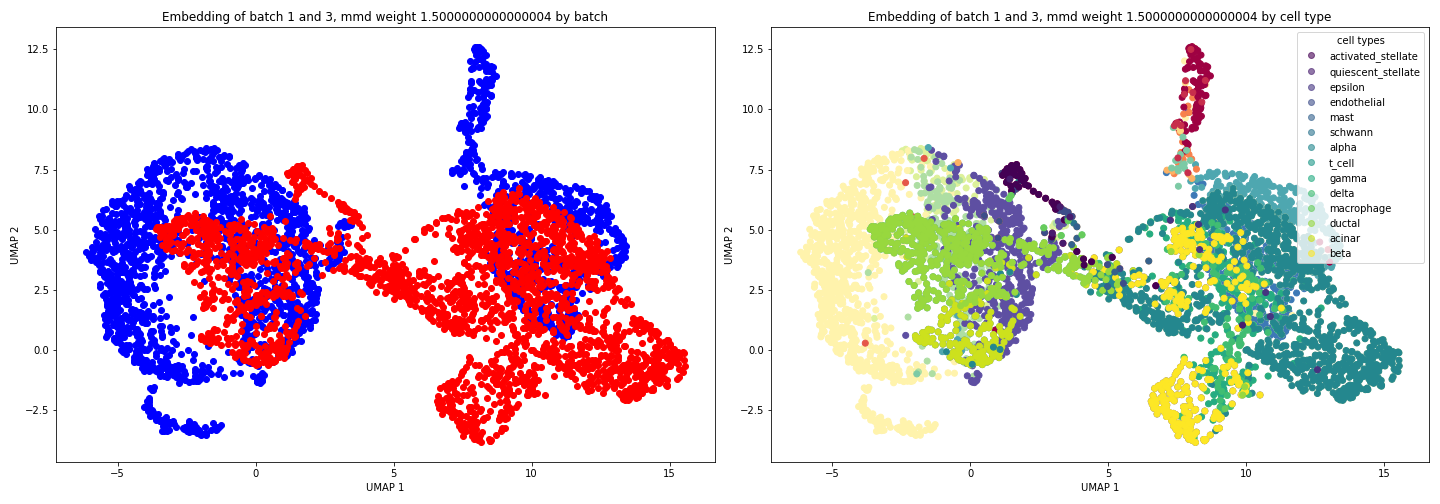 Embedding of batch 1 and 3, mmd weight 1.5000000000000004 by batch
12.5
10.0
7.5
5.0
2.5
0.0
−2.5
UMAP 2
−5
0
5
10
15
UMAP 1
Embedding of batch 1 and 3, mmd weight 1.5000000000000004 by cell type
12.5
10.0
7.5
5.0
2.5
0.0
−2.5
UMAP 2
−5
0
5
10
15
UMAP 1
cell types
activated_stellate
quiescent_stellate
epsilon
endothelial
mast
schwann
alpha
t_cell
gamma
delta
macrophage
ductal
acinar
beta